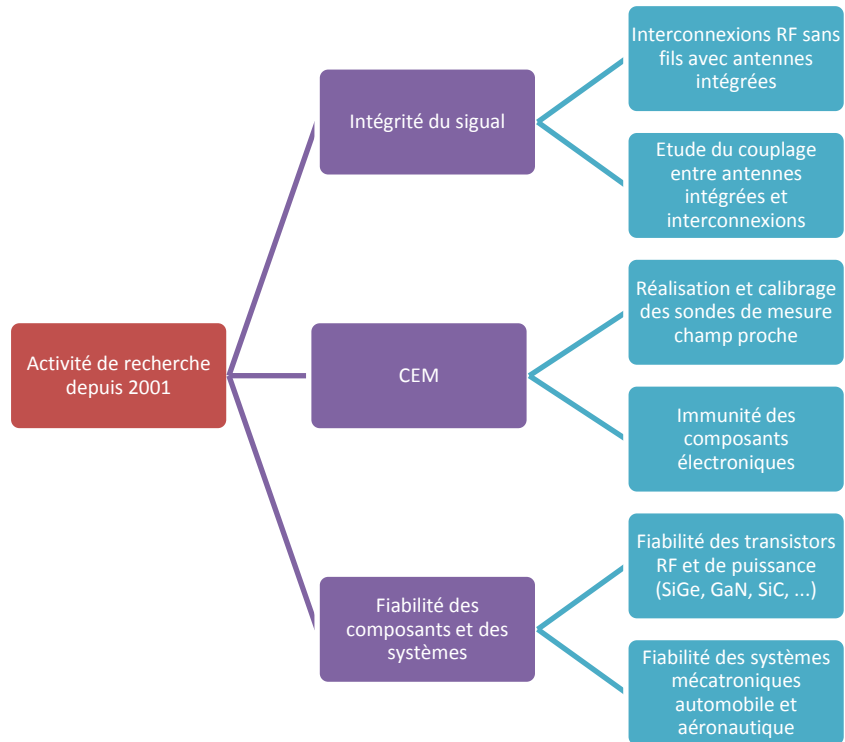 Interconnexions RF sans
fils avec antennes
intégrées
Intégrité du sigual
Etude du couplage
entre antennes
intégrées et
interconnexions
Réalisation et calibrage
des sondes de mesure
champ proche
Activité de recherche
depuis 2001
CEM
Immunité des
composants
électroniques
Fiabilité des transistors
RF et de puissance
(SiGe, GaN, SiC, ...)
Fiabilité des
composants et des
systèmes
Fiabilité des systèmes
mécatroniques
automobile et
aéronautique